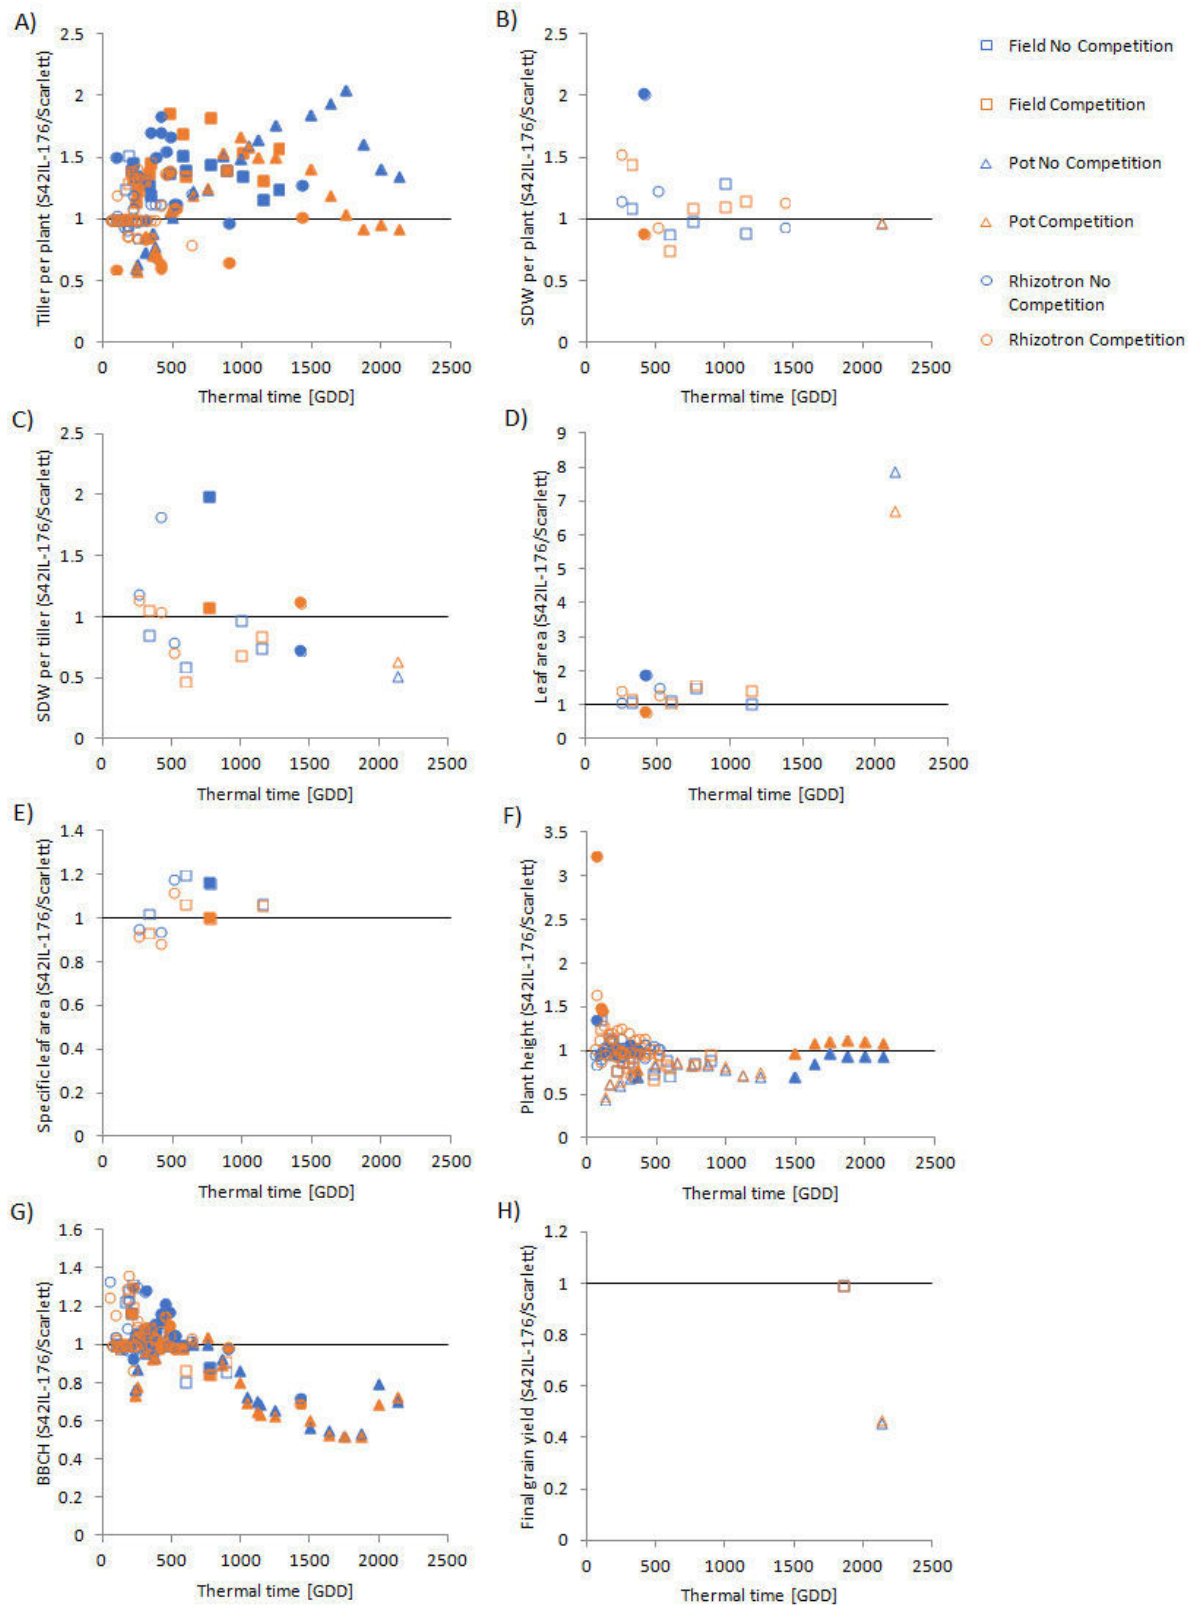 A)
2.5
2
1.5
1
0.5
0
0 500 1000 1500 2000 2500
Thermal time [GDD]
Tiller per plant (S42IL-176/Scarlett)
B)
2.5
2
1.5
1
0.5
0
0 500 1000 1500 2000 2500
Thermal time [GDD]
SDW per plant (S42IL-176/Scarlett)
Field No Competition
Field Competition
Pot No Competition
Pot Competition
Rhizotron No
Competition
Rhizotron Competition
C)
2.5
2
1.5
1
0.5
0
0 500 1000 1500 2000 2500
Thermal time [GDD]
SDW per tiller (S42IL-176/Scarlett)
D)
9
8
7
6
5
4
3
2
1
0
0 500 1000 1500 2000 2500
Thermal time [GDD]
Leaf area (S42IL-176/Scarlett)
E)
1.4
1.2
1
0.8
0.6
0.4
0.2
0
0 500 1000 1500 2000 2500
Thermal time [GDD]
Specific leaf area (S42IL-176/Scarlett)
F)
3.5
3
2.5
2
1.5
1
0.5
0
0 500 1000 1500 2000 2500
Thermal time [GDD]
Plant height (S42IL-176/Scarlett)
G)
1.6
1.4
1.2
1
0.8
0.6
0.4
0.2
0
0 500 1000 1500 2000 2500
Thermal time [GDD]
BBCH (S42IL-176/Scarlett)
H)
1.2
1
0.8
0.6
0.4
0.2
0
0 500 1000 1500 2000 2500
Thermal time [GDD]
Final grain yield (S42IL-176/Scarlett)